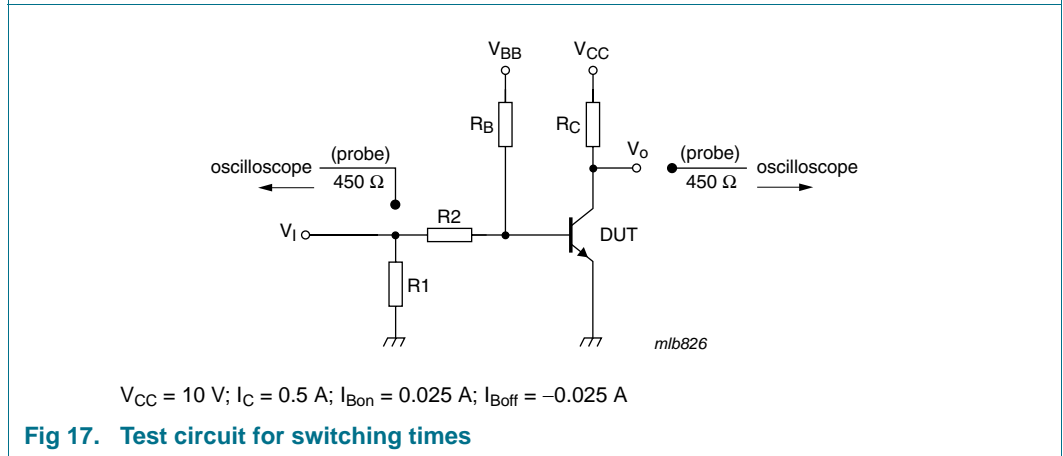 VBB VCC
RB RC
oscilloscope (probe) 450 Ω
Vo (probe) 450 Ω oscilloscope
VI R2 DUT
R1
mlb826
VCC = 10 V; IC = 0.5 A; IBon = 0.025 A; IBoff = −0.025 A
Fig 17. Test circuit for switching times